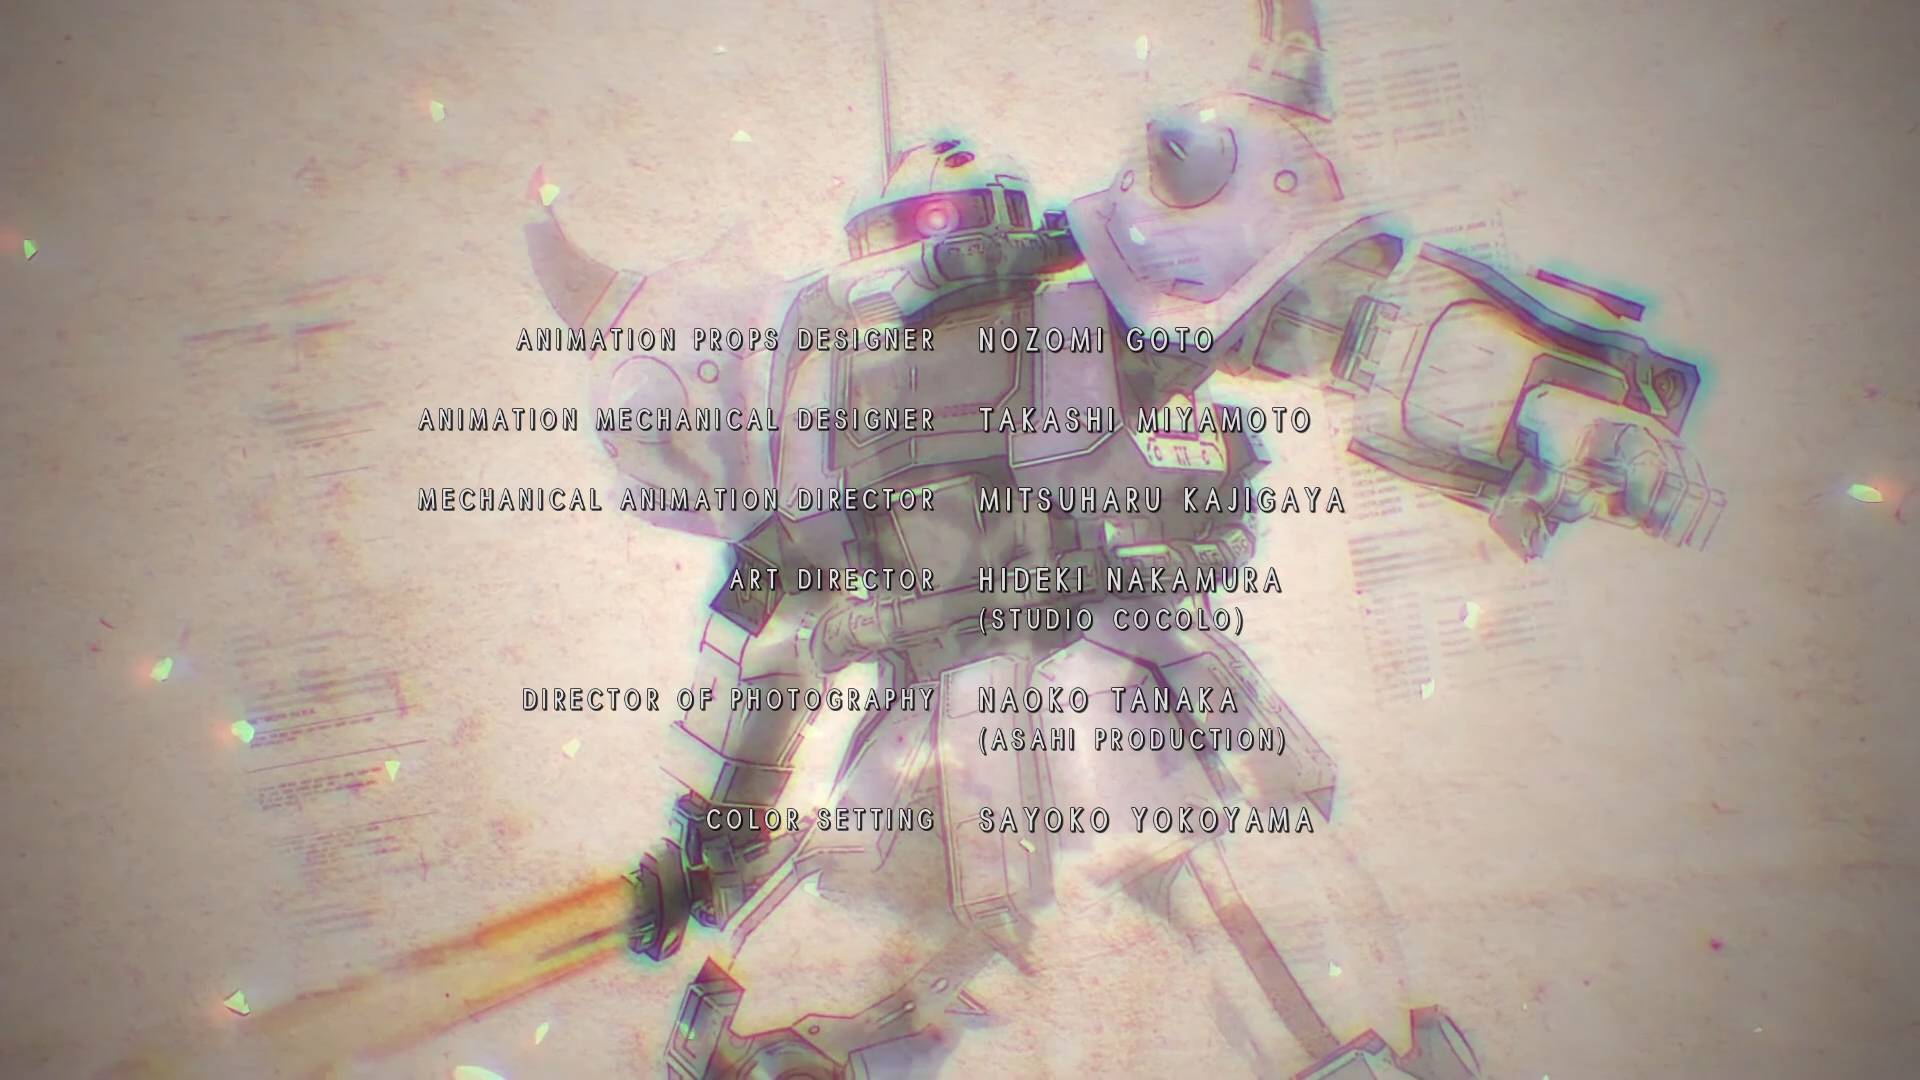 ANIMATION PROPS DESIGNER NOZOMI GOTO
ANIMATION MECHANICAL DESIGNER TAKASHI MIYAMOTO
MECHANICAL ANIMATION DIRECTOR MITSUHARU KAJIGAYA
ART DIRECTOR HIDEKI NAKAMURA
(STUDIO COCOLO)
DIRECTOR OF PHOTOGRAPHY NAOKO TANAKA
(ASAHI PRODUCTION)
COLOR SETTING SAYOKO YOKOYAMA